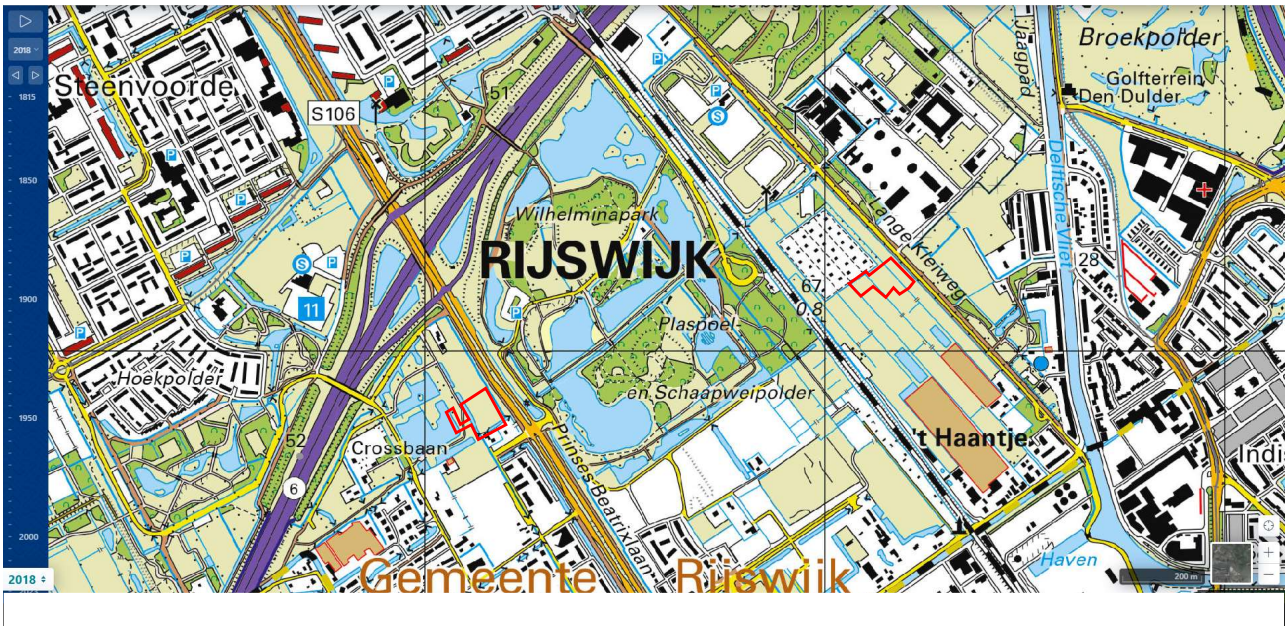 2018
1815
1850
1900
1950
2000
2018
Steenvoorde
S106
P
51
P
P
S
P
Broekpolder
Golfterrein
Den Dulder
Jaagpad
Delftsche Vliet
Wilhelminapark
RIJSWIJK
Lange Kleiweg
128
P
P
S
P
11
P
67
0.8
Plaspoel-
en Schaapweipolder
Hoekpolder
52
Crossbaan
6
Prinses Beatrixlaan
't Haantje
Indi
Haven
Gemeente Rijswijk
200 m